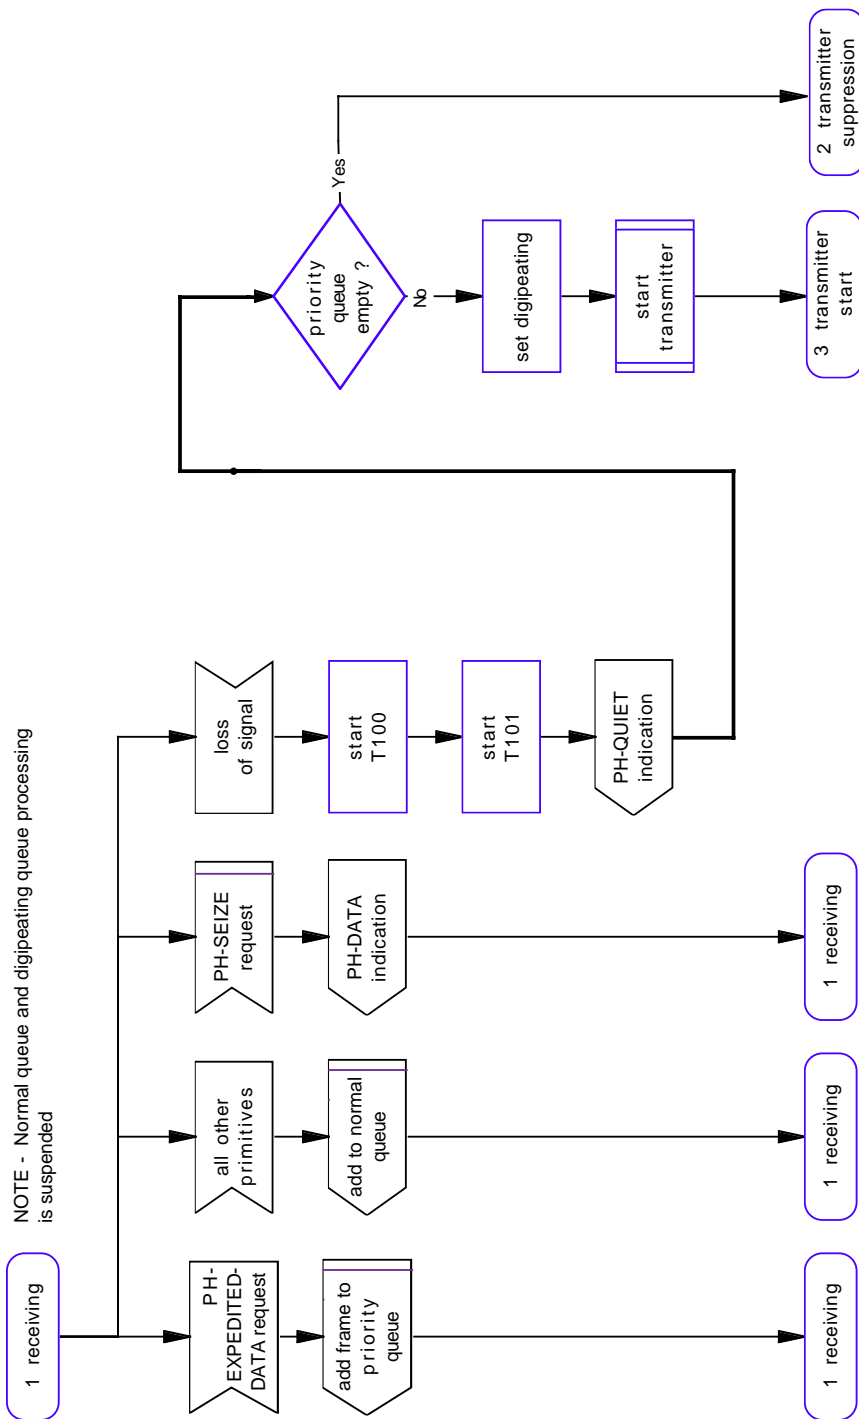 1 receiving
NOTE - Normal queue and digipeating queue processing
is suspended
PH-
EXPEDITED-
DATA request
add frame to
priority
queue
1 receiving
all other
primitives
add to normal
queue
1 receiving
PH-SEIZE
request
PH-DATA
indication
1 receiving
loss
of signal
start
T100
start
T101
PH-QUIET
indication
priority
queue
empty ?
No
Yes
set digipeating
start
transmitter
3 transmitter
start
2 transmitter
suppression